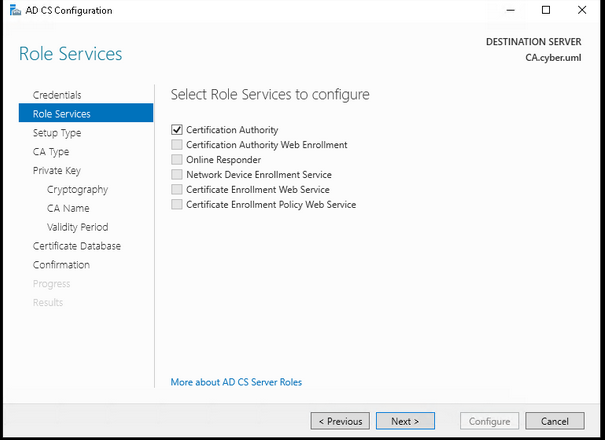 AD CS Configuration
Role Services
DESTINATION SERVER
CA.cyber.uml
Credentials
Role Services
Setup Type
CA Type
Private Key
Cryptography
CA Name
Validity Period
Certificate Database
Confirmation
Progress
Results
Select Role Services to configure
Certification Authority
Certification Authority Web Enrollment
Online Responder
Network Device Enrollment Service
Certificate Enrollment Web Service
Certificate Enrollment Policy Web Service
More about AD CS Server Roles
< Previous
Next >
Configure
Cancel